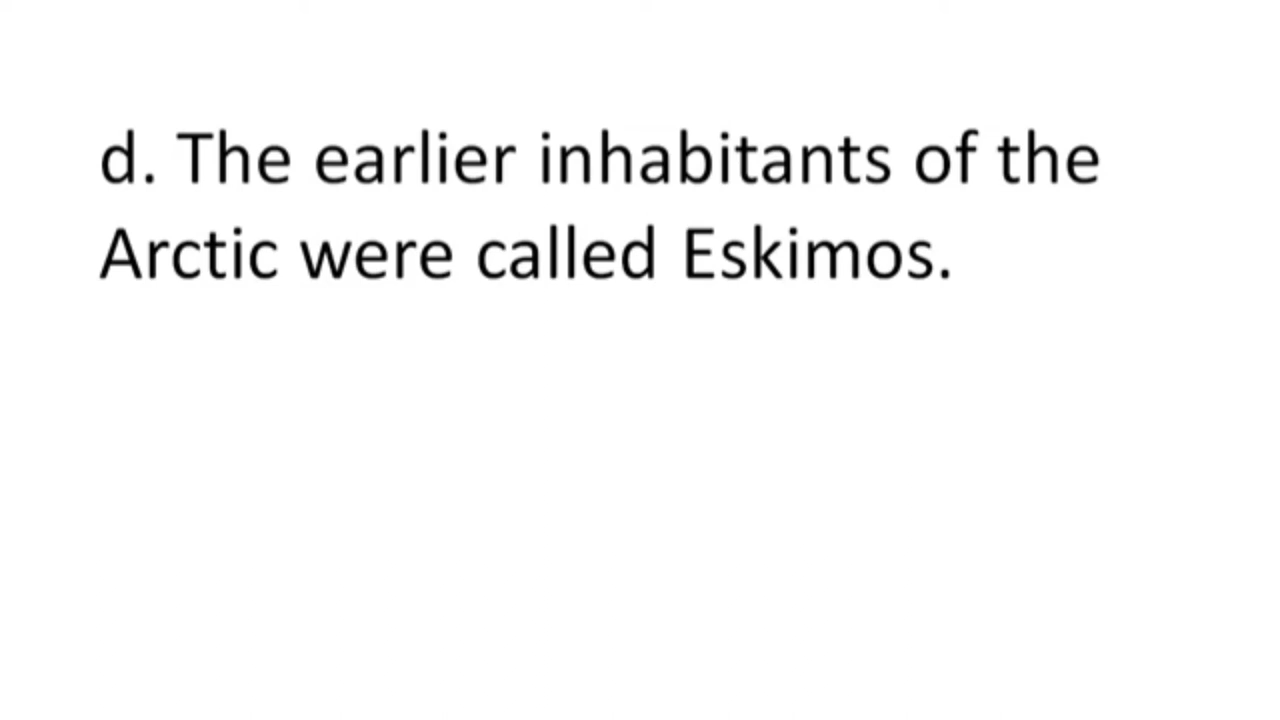 d. The earlier inhabitants of the
Arctic were called Eskimos.